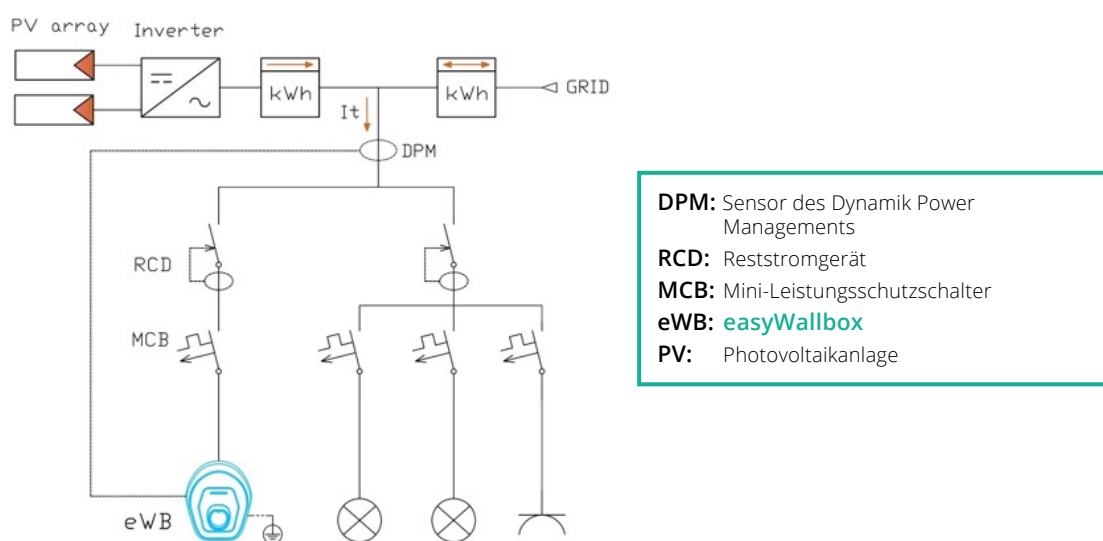 PV array
Inverter
kWh
kWh
GRID
It
DPM
RCD
MCB
eWB
DPM: Sensor des Dynamik Power
Managements
RCD: Reststromgerät
MCB: Mini-Leistungsschutzschalter
eWB: easyWallbox
PV: Photovoltaikanlage